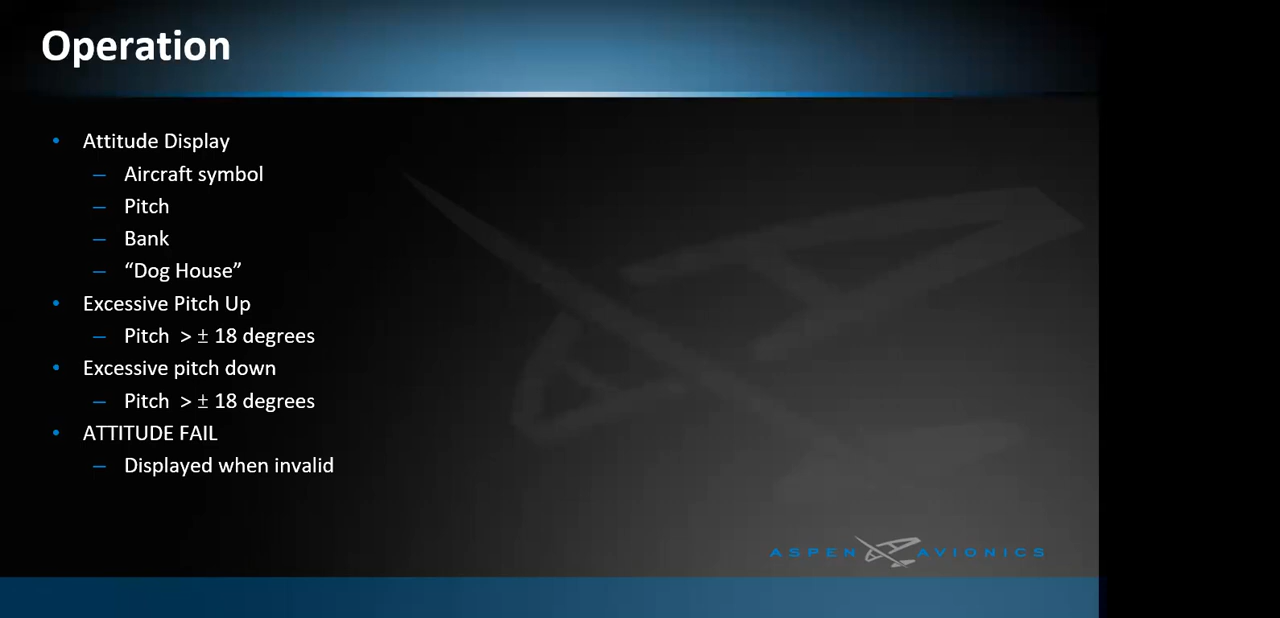 Operation
• Attitude Display
– Aircraft symbol
– Pitch
– Bank
– “Dog House”
• Excessive Pitch Up
– Pitch > ± 18 degrees
• Excessive pitch down
– Pitch > ± 18 degrees
• ATTITUDE FAIL
– Displayed when invalid
ASPEN AVIONICS